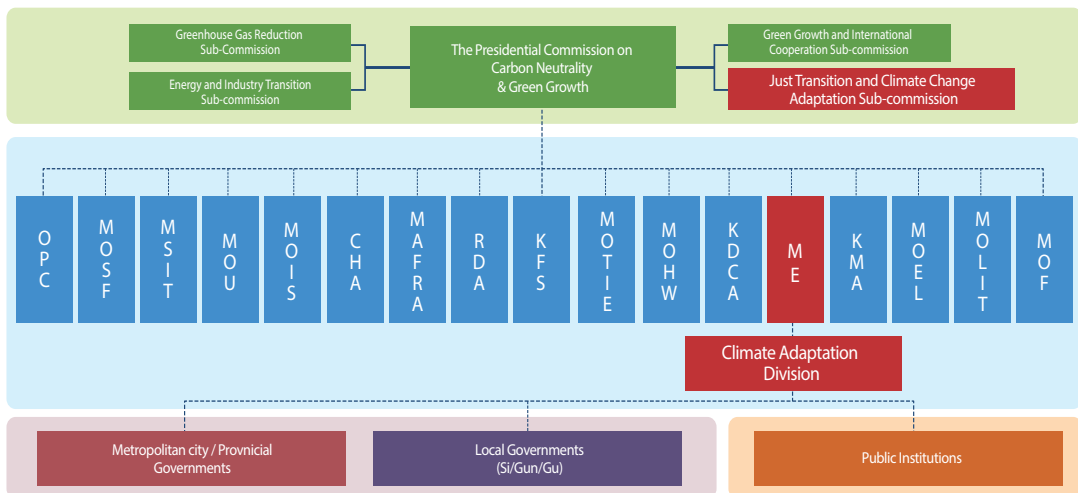 Greenhouse Gas Reduction
Sub-Commission
Energy and Industry Transition
Sub-commission
The Presidential Commission on
Carbon Neutrality
& Green Growth
Green Growth and International
Cooperation Sub-commission
Just Transition and Climate Change
Adaptation Sub-commission
OPC
MOSF
MSIT
MOU
MOIS
CHA
MAFRA
RDA
KFS
MOTIE
MOHW
KDCA
ME
KMA
MOEL
MOLIT
MOF
Climate Adaptation
Division
Metropolitan city / Provnicial
Governments
Local Governments
(Si/Gun/Gu)
Public Institutions